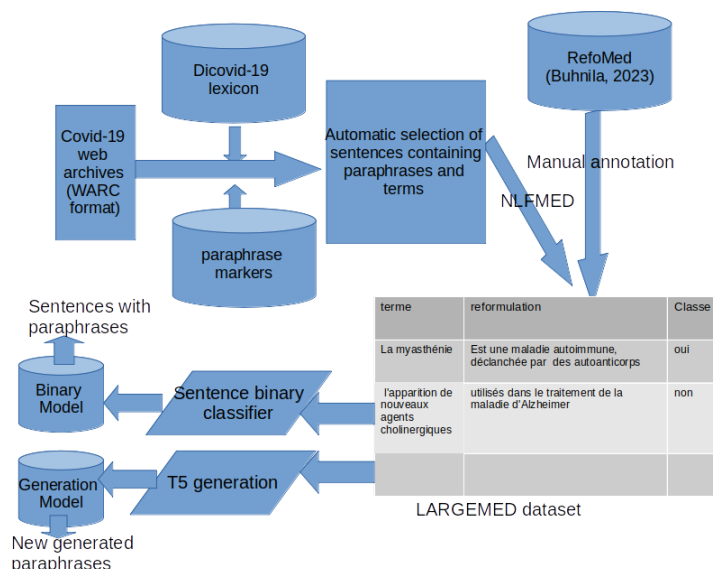 Dicovid-19
lexicon
RefoMed
(Buhnila, 2023)
Covid-19
web
archives
(WARC
format)
Automatic selection of
sentences containing
paraphrases and
terms
Manual annotation
NLFMED
paraphrase
markers
terme reformulation Classe
La myasthénie Est une maladie autoimmune, oui
déclanchée par des autoanticorps
l'apparition de utilisés dans le traitement de la non
nouveaux maladie d'Alzheimer
agents
cholinergiques
LARGEMED dataset
Sentences with
paraphrases
Binary
Model
Sentence binary
classifier
Generation
Model
T5 generation
New generated
paraphrases